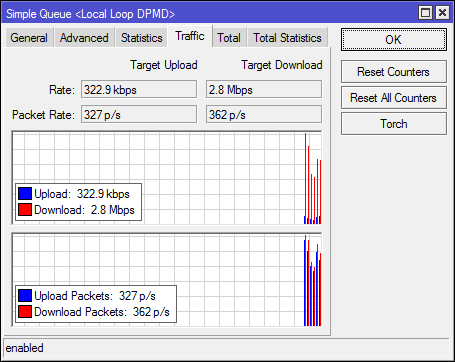 Simple Queue <Local Loop DPMD>
General Advanced Statistics Traffic Total Total Statistics
OK
Reset Counters
Reset All Counters
Torch
Target Upload Target Download
Rate: 322.9 kbps 2.8 Mbps
Packet Rate: 327 p/s 362 p/s
Upload: 322.9 kbps
Download: 2.8 Mbps
Upload Packets: 327 p/s
Download Packets: 362 p/s
enabled